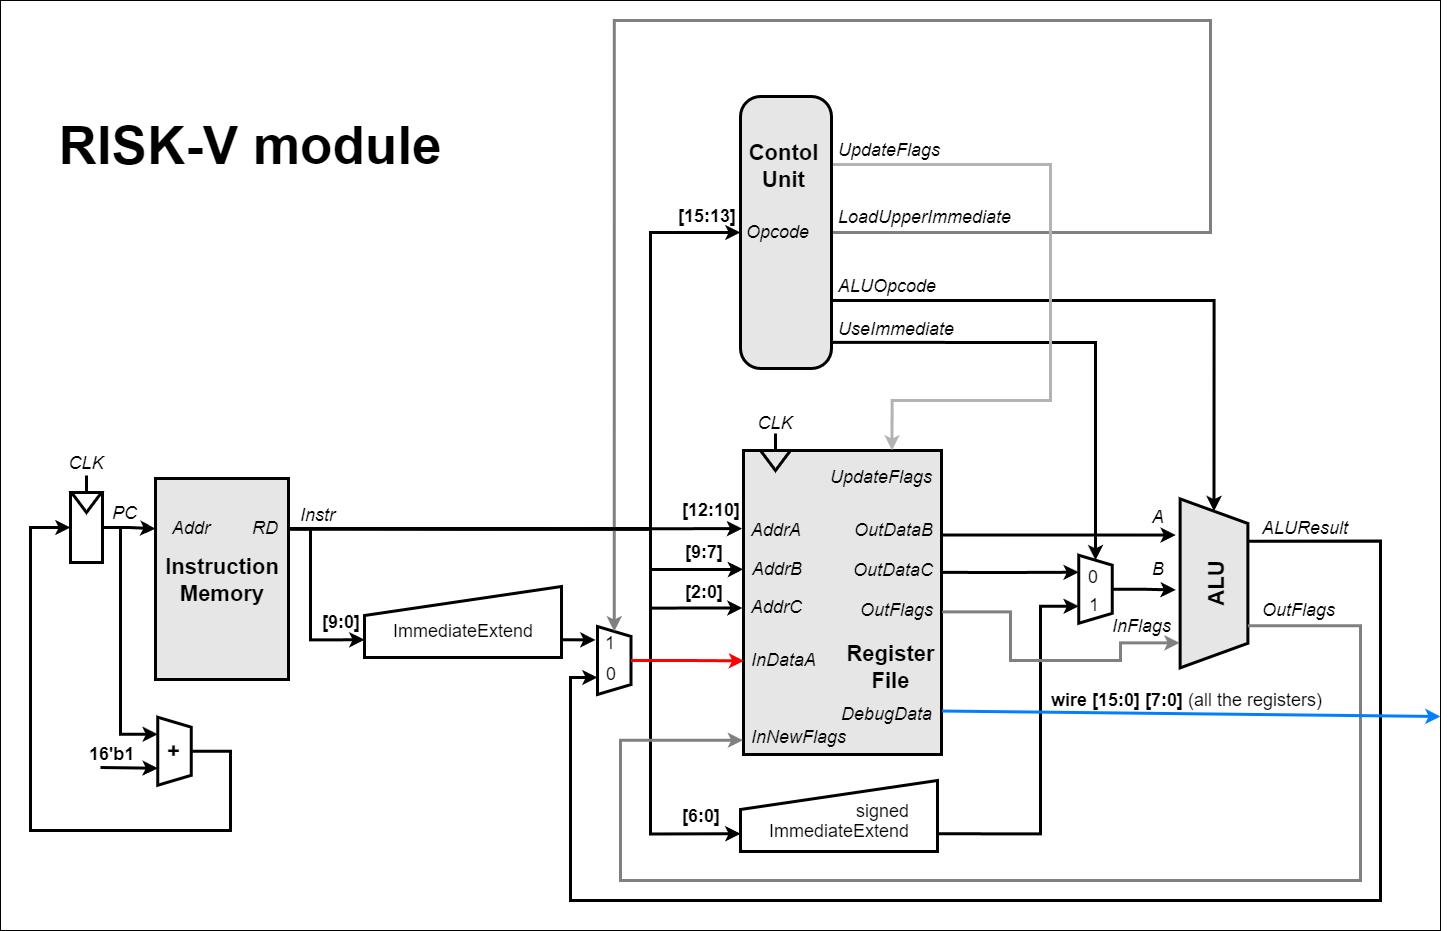 RISK-V module
Contol
Unit
Opcode
[15:13]
UpdateFlags
LoadUpperImmediate
ALUOpcode
UseImmediate
CLK
PC
Addr
RD
Instruction
Memory
Instr
[9:0]
ImmediateExtend
1
0
16'b1
+
CLK
UpdateFlags
[12:10]
AddrA
OutDataB
[9:7]
AddrB
OutDataC
[2:0]
AddrC
OutFlags
InDataA
Register
File
DebugData
InNewFlags
wire [15:0] [7:0] (all the registers)
[6:0]
signed
ImmediateExtend
0
1
A
B
InFlags
ALU
ALUResult
OutFlags